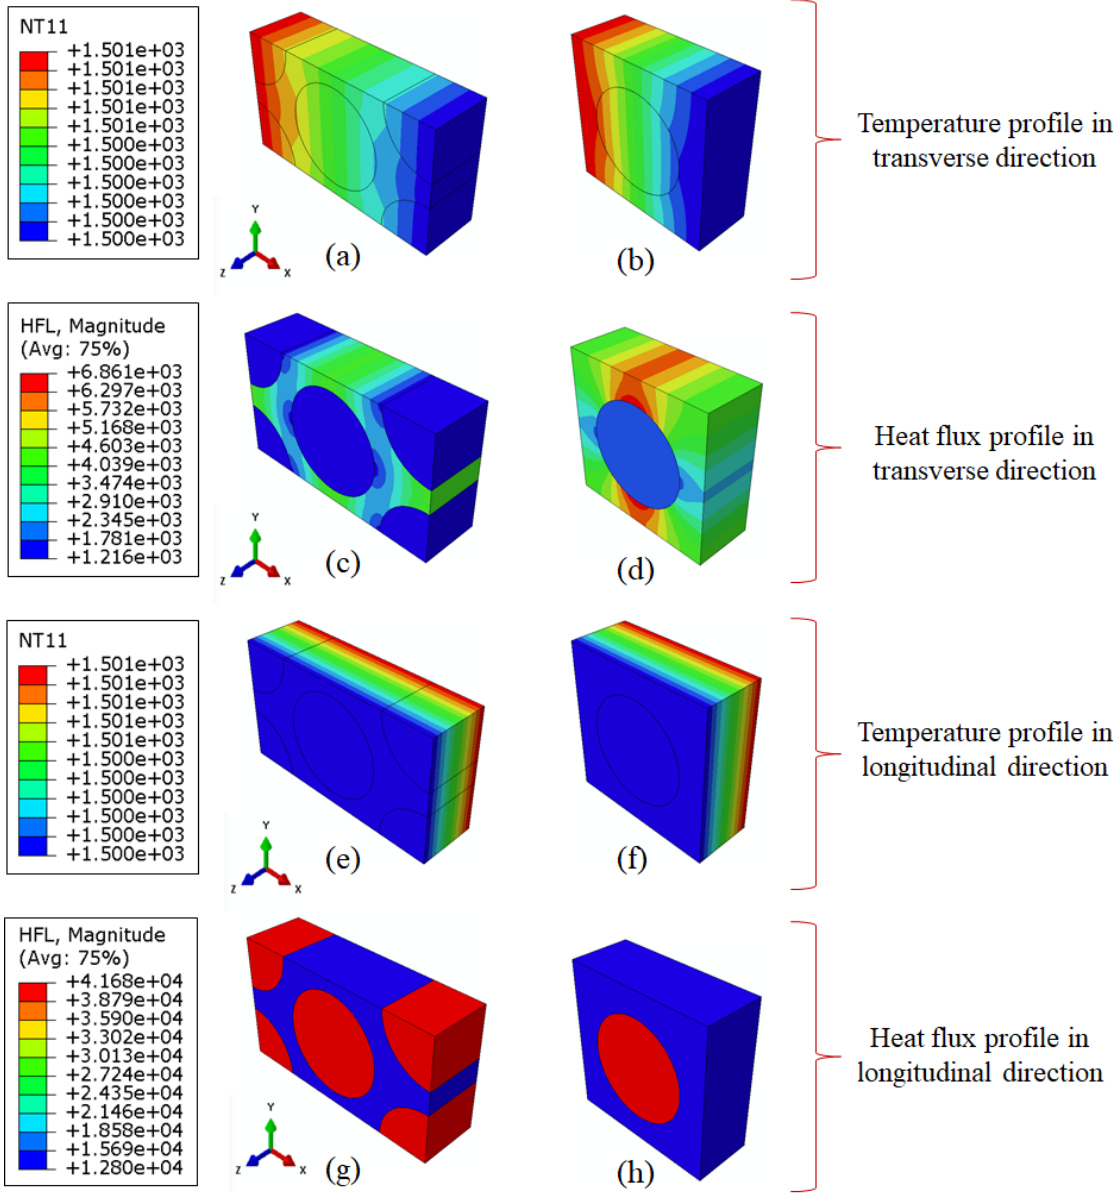 NT11
+1.501e+03
+1.501e+03
+1.501e+03
+1.501e+03
+1.500e+03
+1.500e+03
+1.500e+03
+1.500e+03
+1.500e+03
+1.500e+03
Y
Z
X
(a)
(b)
Temperature profile in
transverse direction
HFL, Magnitude
(Avg: 75%)
+6.861e+03
+6.297e+03
+5.732e+03
+5.168e+03
+4.603e+03
+4.039e+03
+3.474e+03
+2.910e+03
+2.345e+03
+1.781e+03
+1.216e+03
Y
Z
X
(c)
(d)
Heat flux profile in
transverse direction
NT11
+1.501e+03
+1.501e+03
+1.501e+03
+1.501e+03
+1.500e+03
+1.500e+03
+1.500e+03
+1.500e+03
+1.500e+03
+1.500e+03
Y
Z
X
(e)
(f)
Temperature profile in
longitudinal direction
HFL, Magnitude
(Avg: 75%)
+4.168e+04
+3.879e+04
+3.590e+04
+3.302e+04
+3.013e+04
+2.724e+04
+2.435e+04
+2.146e+04
+1.858e+04
+1.569e+04
+1.280e+04
Y
Z
X
(g)
(h)
Heat flux profile in
longitudinal direction